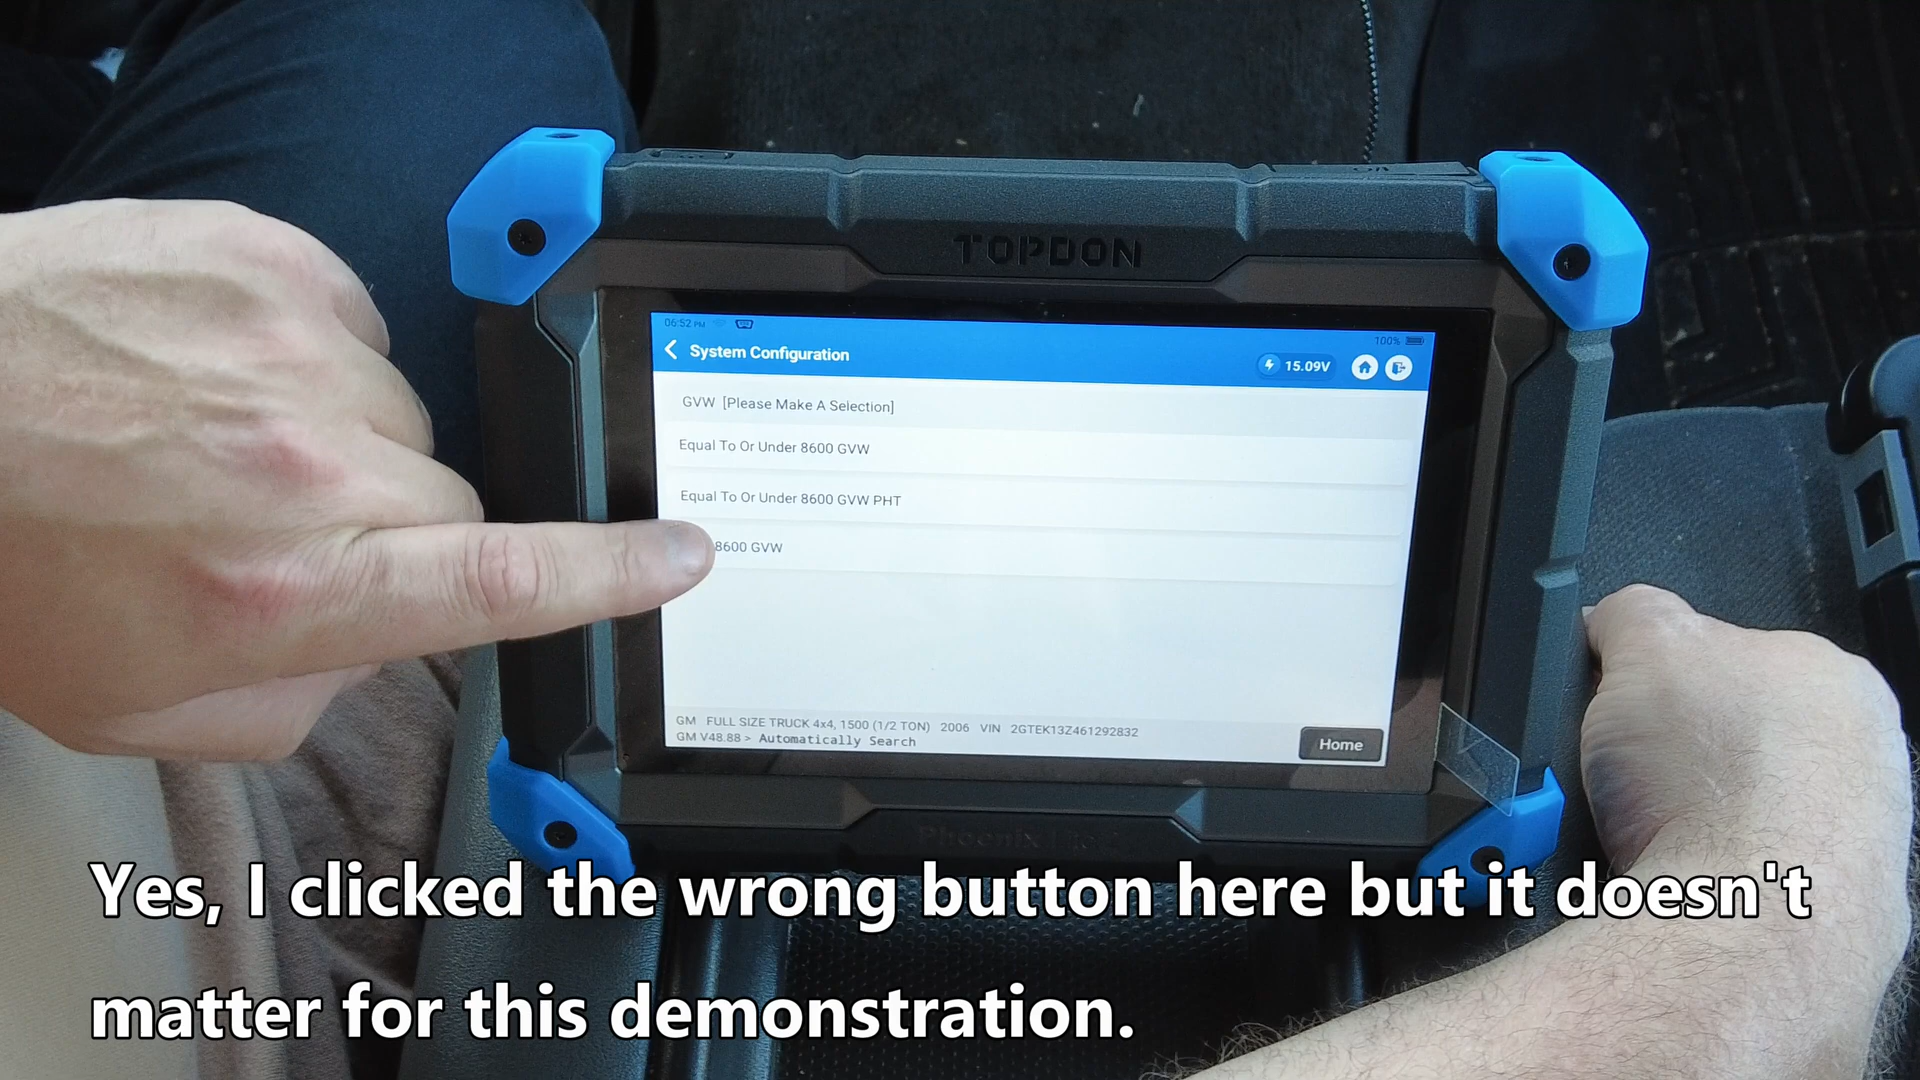 TOPDON
06:52 PM
100%
System Configuration
15.09V
GVW [Please Make A Selection]
Equal To Or Under 8600 GVW
Equal To Or Under 8600 GVW PHT
8600 GVW
GM FULL SIZE TRUCK 4x4, 1500 (1/2 TON) 2006 VIN 2GTEK13Z461292832
GM V48.88 > Automatically Search
Home
Phoenix
Yes, I clicked the wrong button here but it doesn't
matter for this demonstration.